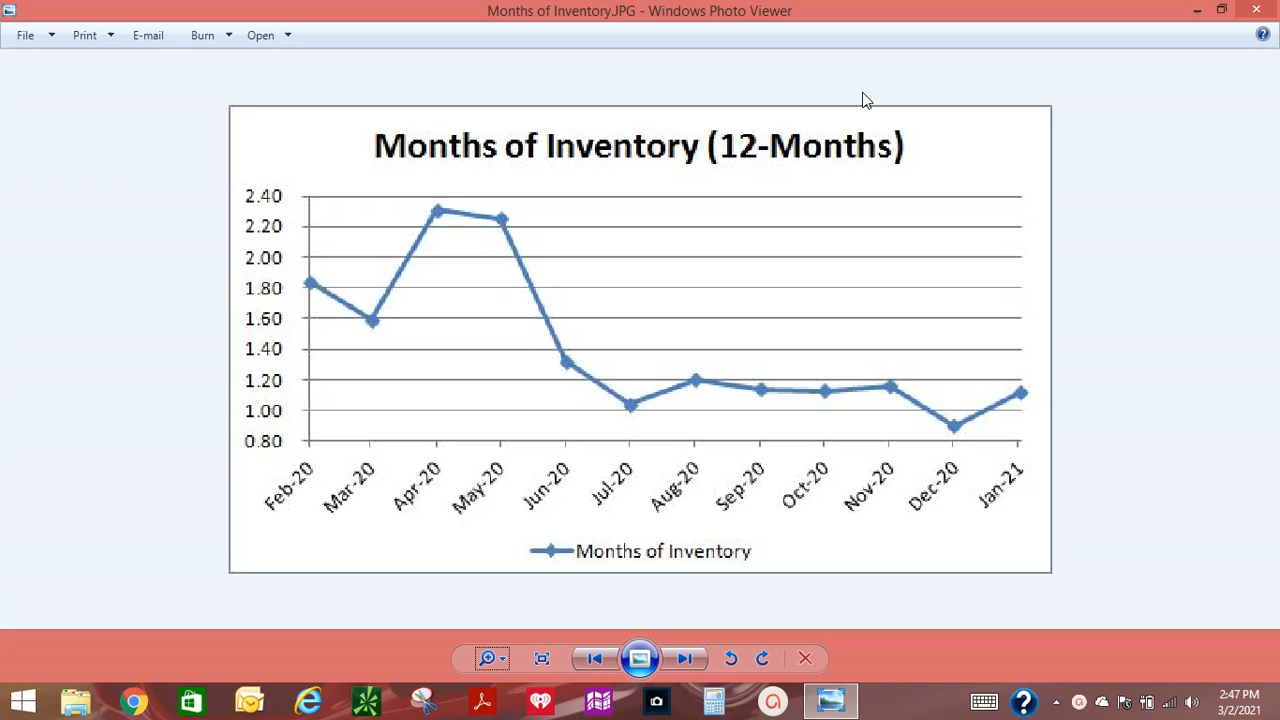 Months of Inventory.JPG - Windows Photo Viewer
File Print E-mail Burn Open
Months of Inventory (12-Months)
2.40
2.20
2.00
1.80
1.60
1.40
1.20
1.00
0.80
Feb-20 Mar-20 Apr-20 May-20 Jun-20 Jul-20 Aug-20 Sep-20 Oct-20 Nov-20 Dec-20 Jan-21
Months of Inventory
2:47 PM
3/2/2021